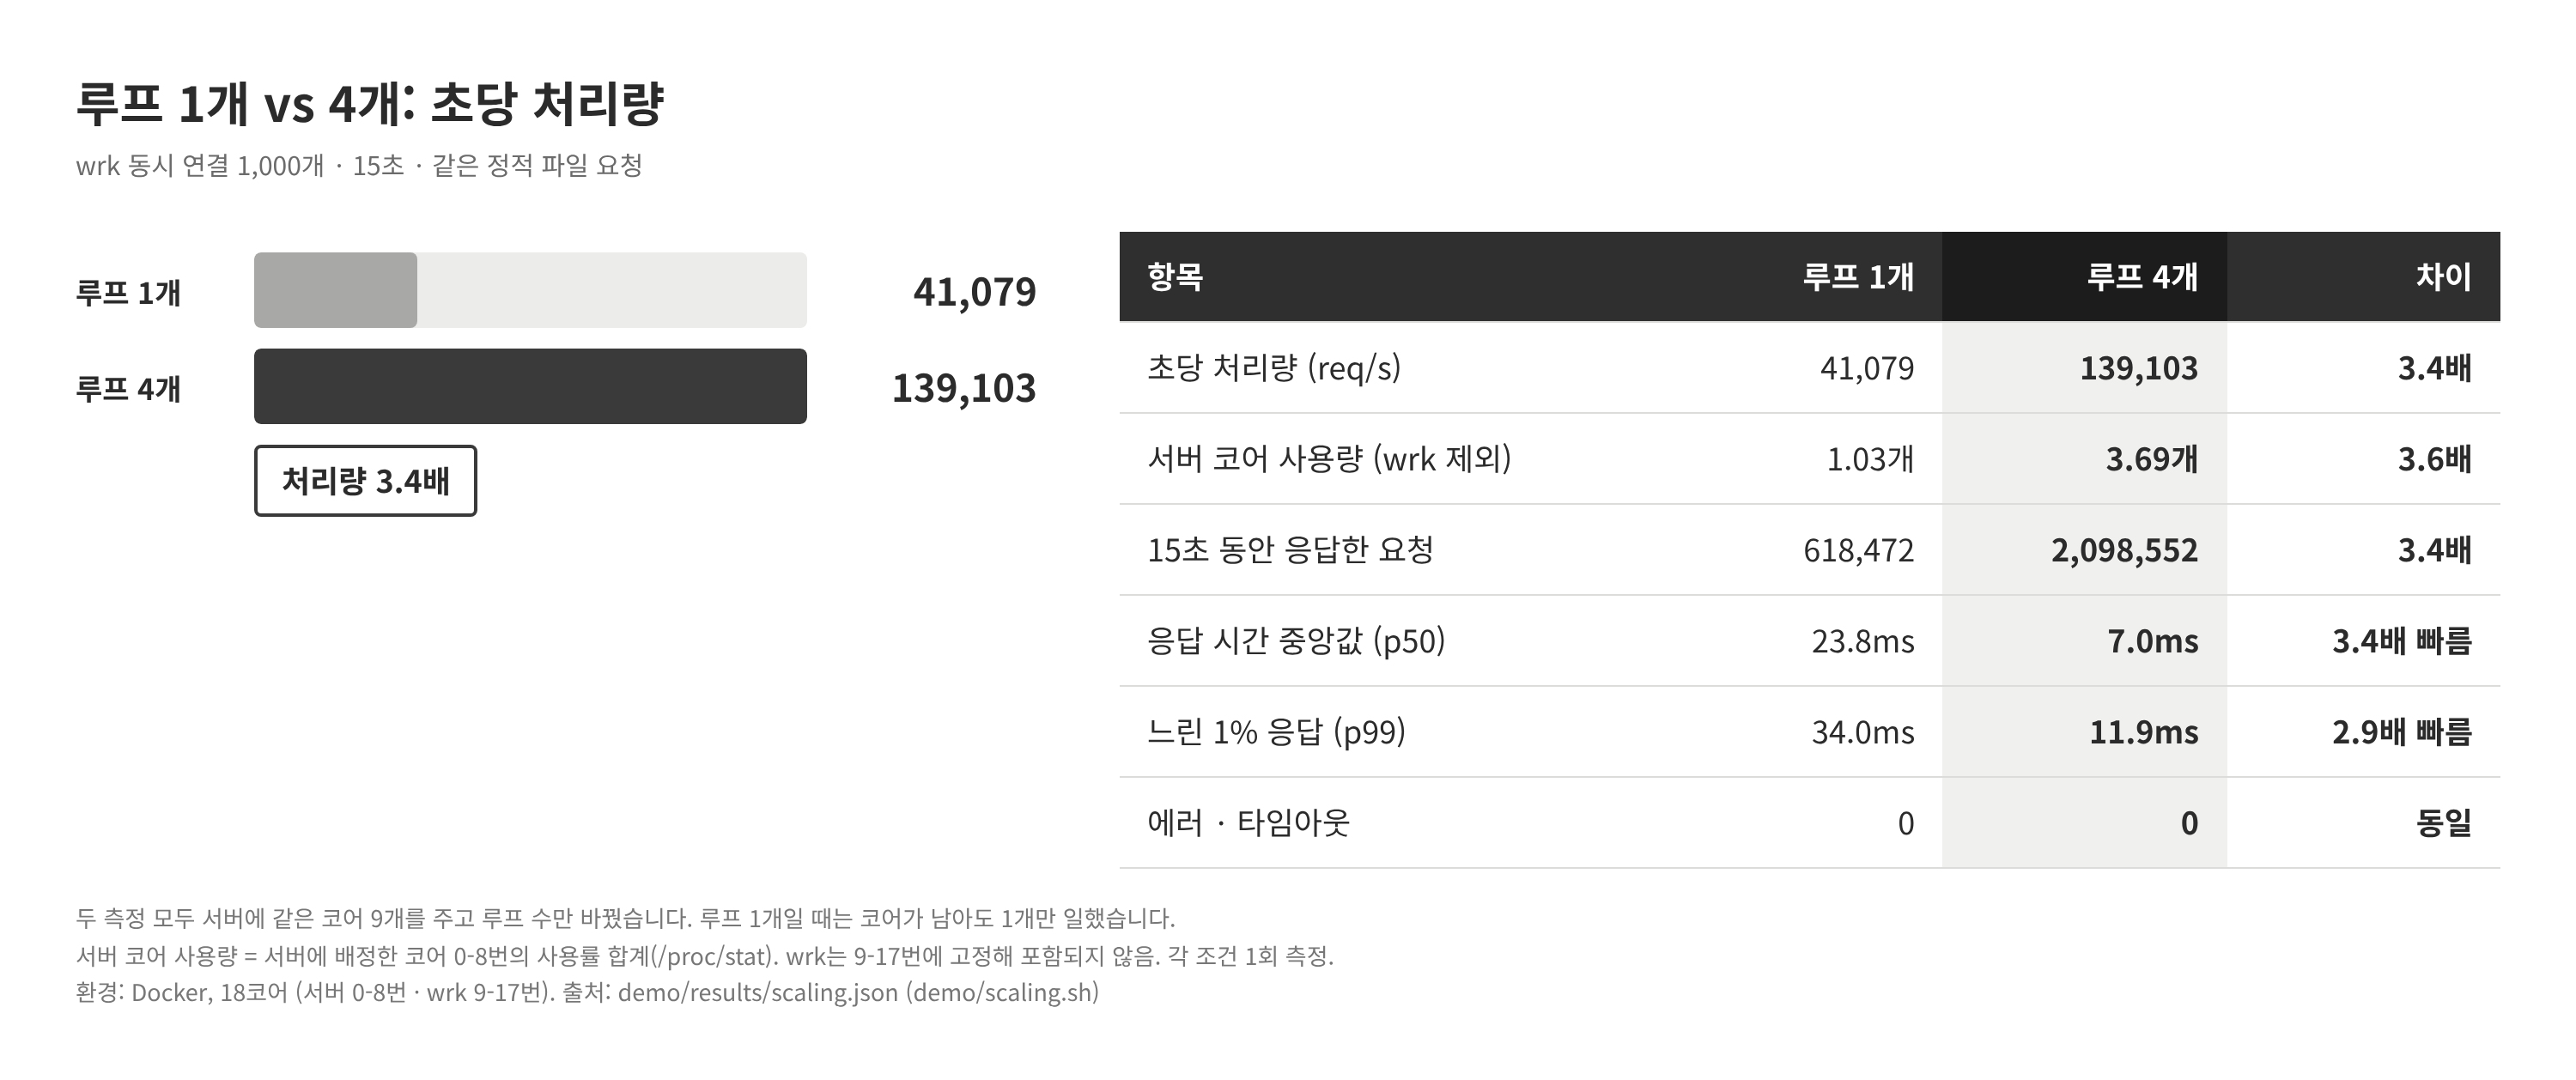 루프 1개 vs 4개: 초당 처리량
wrk 동시 연결 1,000개 · 15초 · 같은 정적 파일 요청
루프 1개 41,079
루프 4개 139,103
처리량 3.4배
항목 루프 1개 루프 4개 차이
초당 처리량 (req/s) 41,079 139,103 3.4배
서버 코어 사용량 (wrk 제외) 1.03개 3.69개 3.6배
15초 동안 응답한 요청 618,472 2,098,552 3.4배
응답 시간 중앙값 (p50) 23.8ms 7.0ms 3.4배 빠름
느린 1% 응답 (p99) 34.0ms 11.9ms 2.9배 빠름
에러 · 타임아웃 0 0 동일
두 측정 모두 서버에 같은 코어 9개를 주고 루프 수만 바꿨습니다. 루프 1개일 때는 코어가 남아도 1개만 일했습니다.
서버 코어 사용량 = 서버에 배정한 코어 0-8번의 사용률 합계(/proc/stat). wrk는 9-17번에 고정해 포함되지 않음. 각 조건 1회 측정.
환경: Docker, 18코어 (서버 0-8번 · wrk 9-17번). 출처: demo/results/scaling.json (demo/scaling.sh)